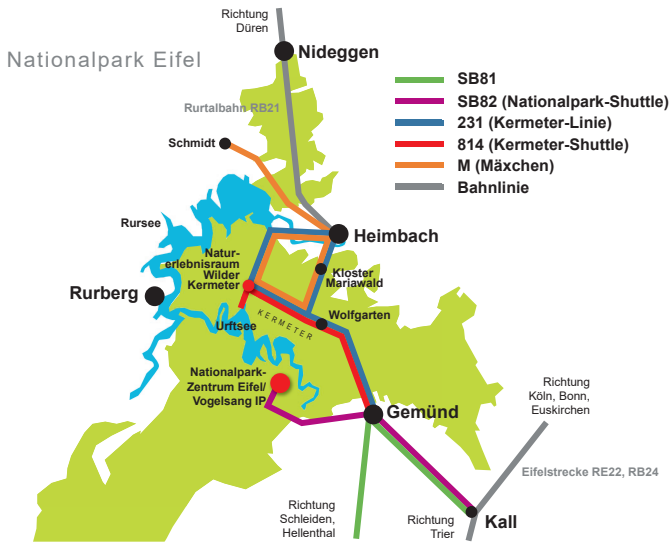 Richtung
Düren
Nationalpark Eifel
Nideggen
SB81
SB82 (Nationalpark-Shuttle)
231 (Kermeter-Linie)
814 (Kermeter-Shuttle)
M (Mäxchen)
Bahnlinie
Rurtalbahn RB21
Schmidt
Rursee
Heimbach
Natur-
erlebnisraum
Wilder
Kermeter
Kloster
Mariawald
Rurberg
KERMETER
Wolfgarten
Urftsee
Nationalpark-
Zentrum Eifel/
Vogelsang IP
Gemünd
Richtung
Köln, Bonn,
Euskirchen
Eifelstrecke RE22, RB24
Richtung
Schleiden,
Hellenthal
Richtung
Trier
Kall